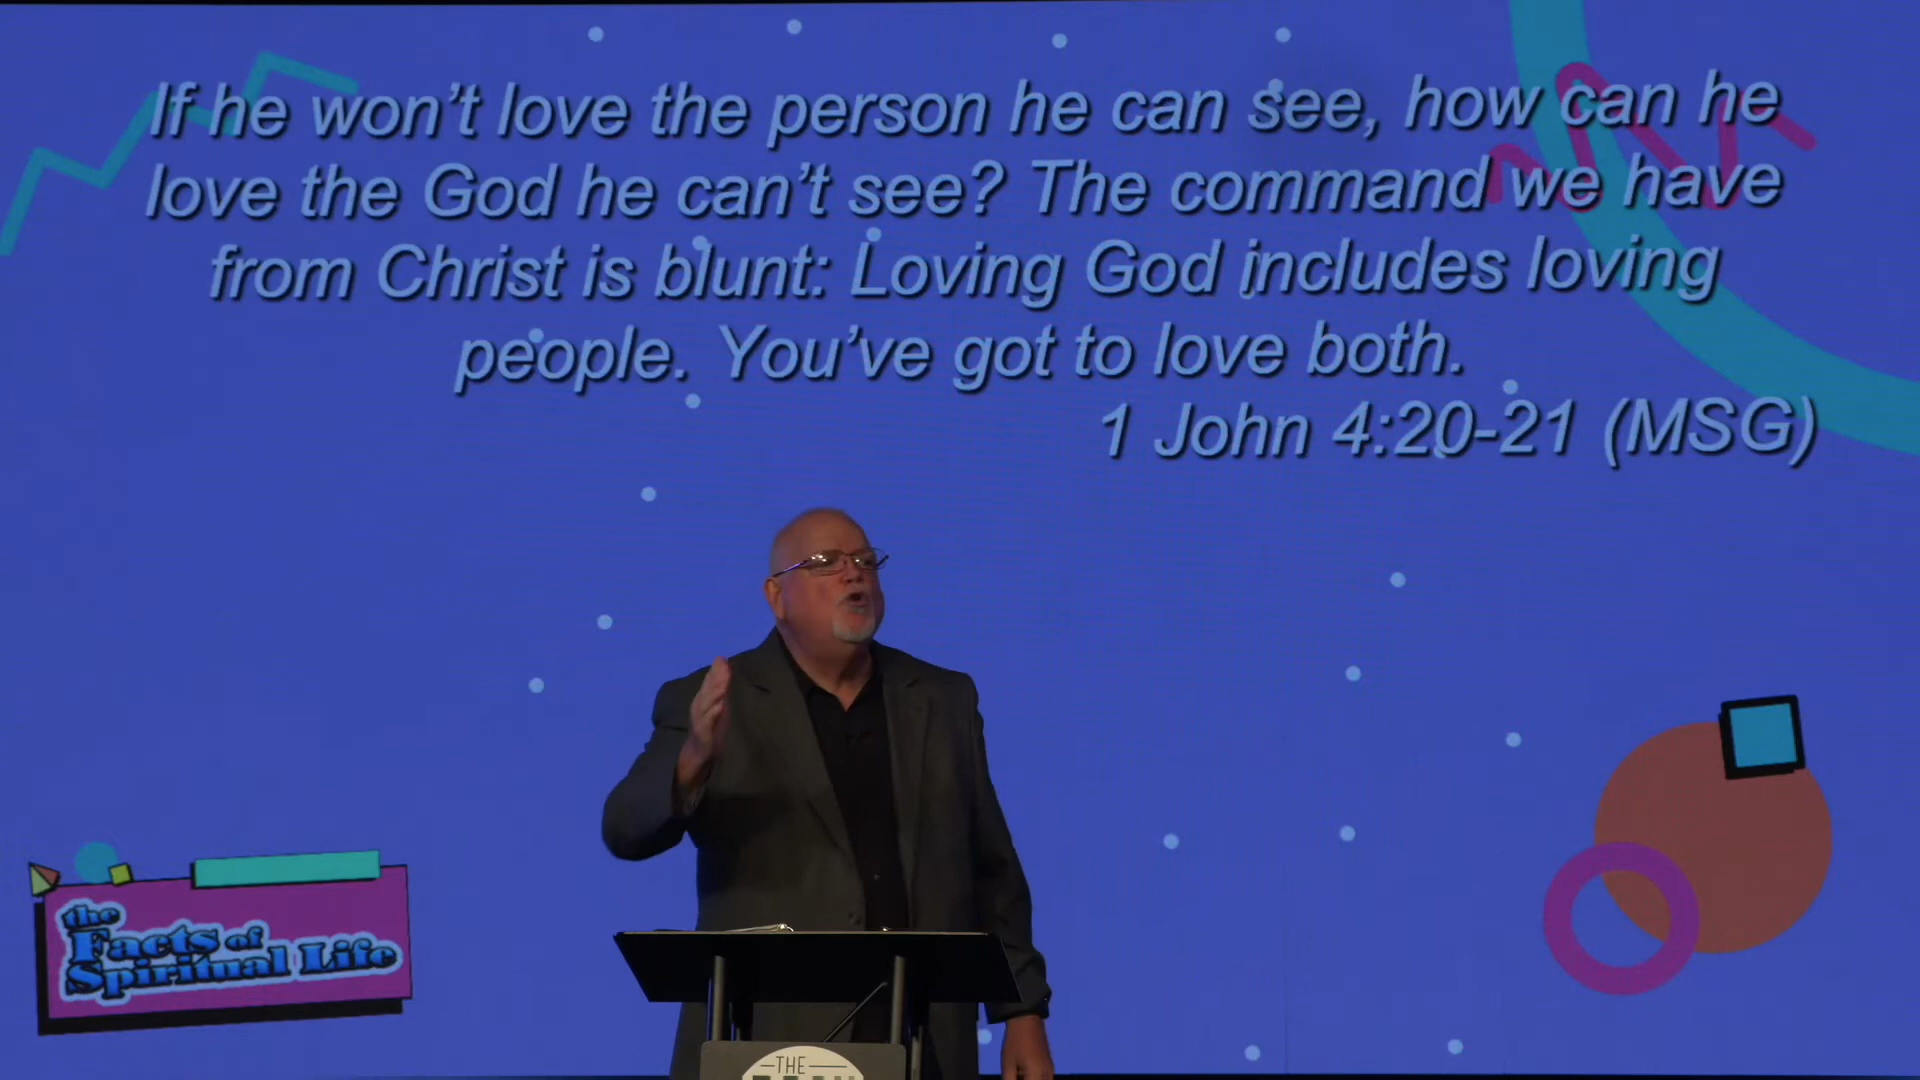 If he won’t love the person he can see, how can he
love the God he can’t see? The command we have
from Christ is blunt: Loving God includes loving
people. You’ve got to love both.
1 John 4:20-21 (MSG)
the
Facts of
Spiritual Life
THE